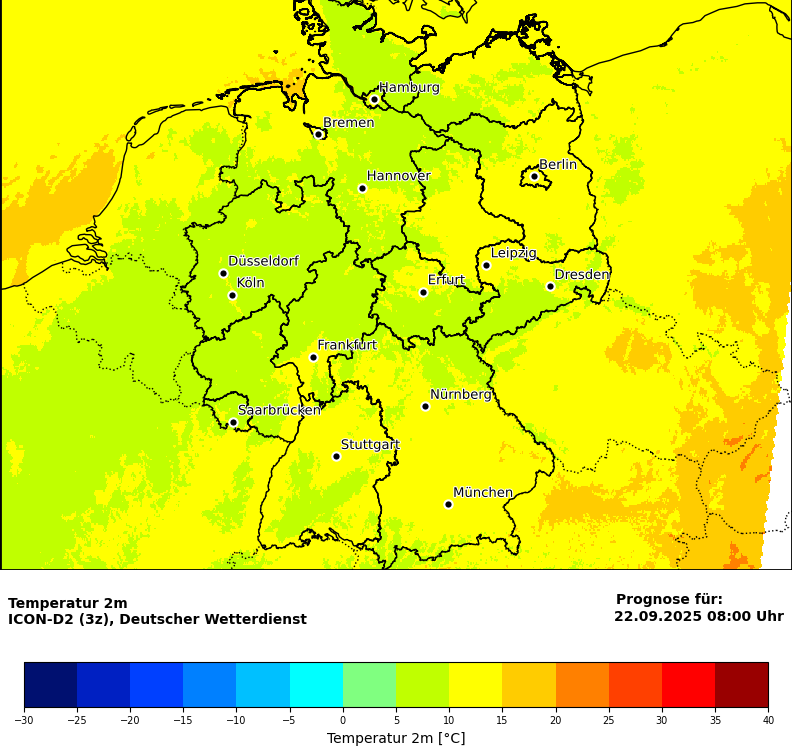 Hamburg
Bremen
Berlin
Hannover
Leipzig
Düsseldorf
Dresden
Köln
Erfurt
Frankfurt
Nürnberg
Saarbrücken
Stuttgart
München
Temperatur 2m
ICON-D2 (3z), Deutscher Wetterdienst
Prognose für:
22.09.2025 08:00 Uhr
−30 −25 −20 −15 −10 −5 0 5 10 15 20 25 30 35 40
Temperatur 2m [°C]